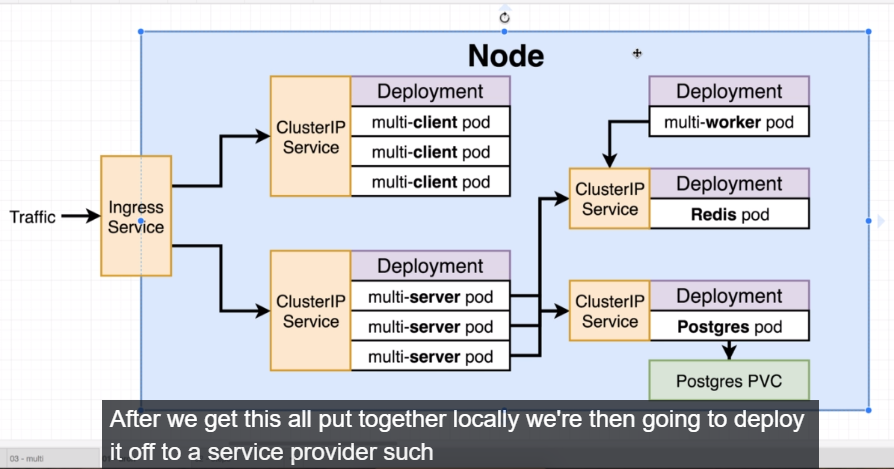 Node
Traffic
Ingress
Service
ClusterIP
Service
Deployment
multi-client pod
multi-client pod
multi-client pod
ClusterIP
Service
Deployment
multi-server pod
multi-server pod
multi-server pod
Deployment
multi-worker pod
ClusterIP
Service
Deployment
Redis pod
ClusterIP
Service
Deployment
Postgres pod
Postgres PVC
After we get this all put together locally we're then going to deploy
it off to a service provider such
03 - multi